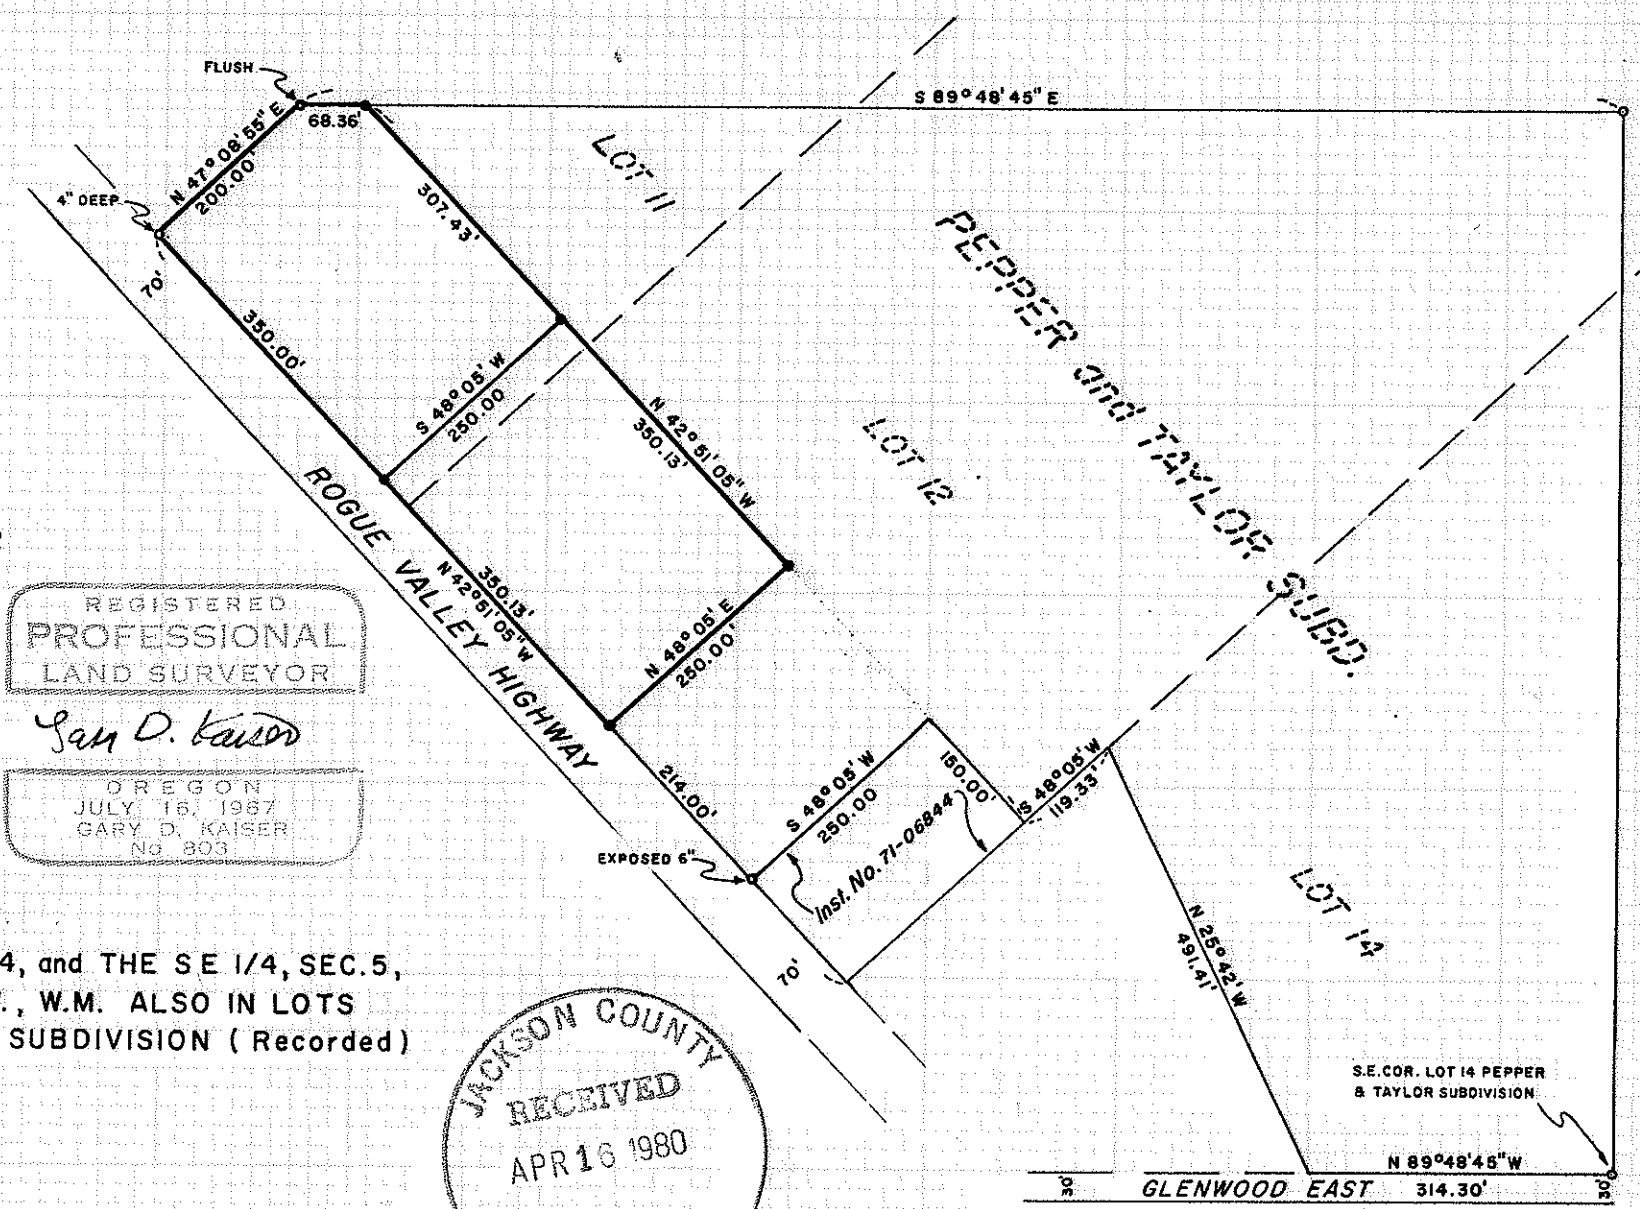 FLUSH
S 89° 48' 45" E
68.36'
N 47° 08' 55" E
200.00'
4" DEEP
LOT 11
307.43'
70'
350.00'
PEPPER and TAYLOR SUBD.
S 48° 05' W
250.00
N 42° 51' 05" W
350.13'
LOT 12
ROGUE VALLEY HIGHWAY
350.13'
N 42° 51' 05" W
REGISTERED
PROFESSIONAL
LAND SURVEYOR
N 48° 05' E
250.00'
Gary D. Kaiser
OREGON
JULY 16, 1967
GARY D. KAISER
No. 803
214.00'
S 48° 05' W
250.00
150.00'
S 48° 05' W
119.33'
EXPOSED 6"
Inst. No. 71-06844
LOT 14
N 25° 42' W
491.41'
70'
4, and THE S E 1/4, SEC. 5,
., W.M. ALSO IN LOTS
SUBDIVISION ( Recorded )
JACKSON COUNTY
RECEIVED
APR 16 1980
S.E. COR. LOT 14 PEPPER
& TAYLOR SUBDIVISION
N 89° 48' 45" W
30'
GLENWOOD EAST
314.30'
30'